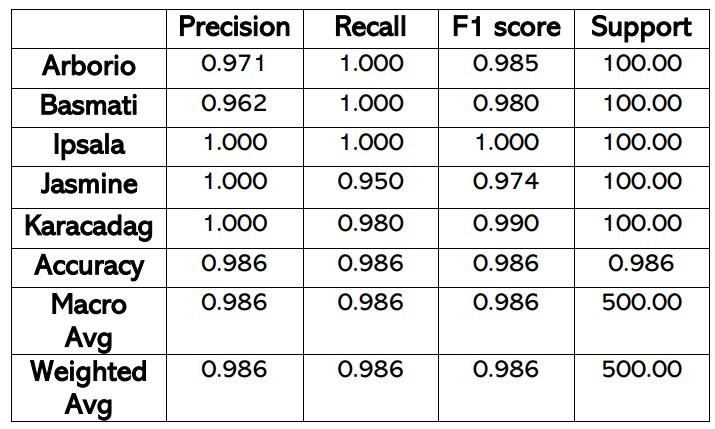 Precision Recall F1 score Support
Arborio 0.971 1.000 0.985 100.00
Basmati 0.962 1.000 0.980 100.00
Ipsala 1.000 1.000 1.000 100.00
Jasmine 1.000 0.950 0.974 100.00
Karacadag 1.000 0.980 0.990 100.00
Accuracy 0.986 0.986 0.986 0.986
Macro 0.986 0.986 0.986 500.00
Avg
Weighted 0.986 0.986 0.986 500.00
Avg